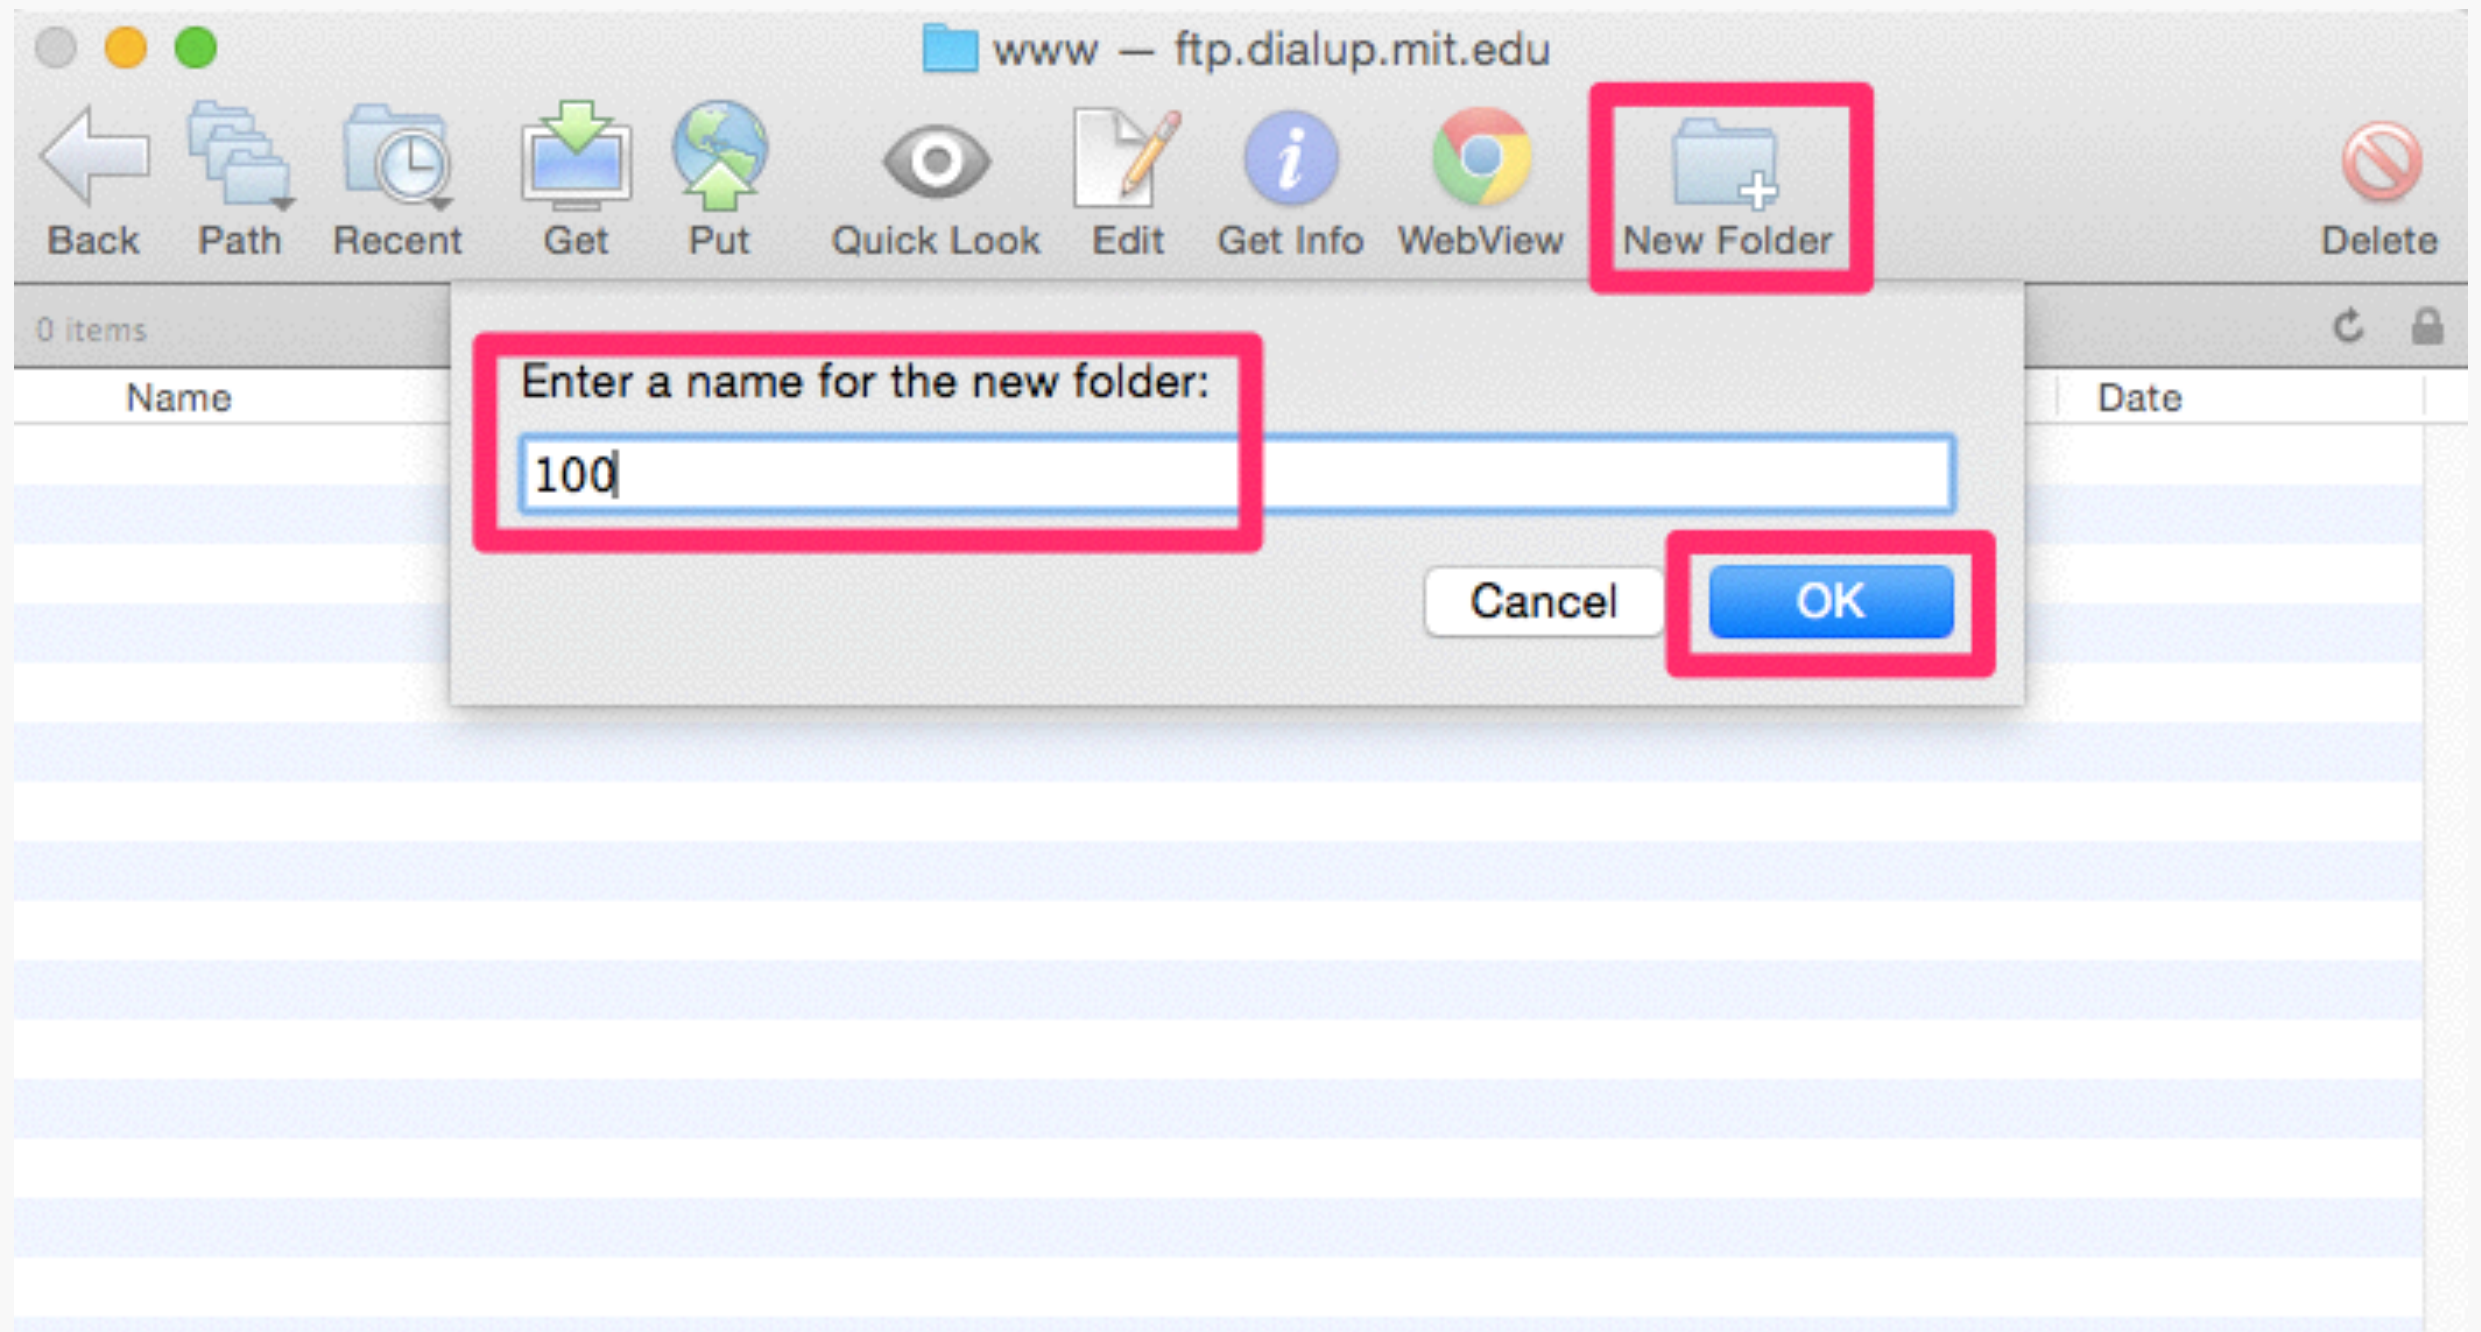 www — ftp.dialup.mit.edu
Back Path Recent Get Put Quick Look Edit Get Info WebView New Folder Delete
0 items
Name Date
Enter a name for the new folder:
100
Cancel OK